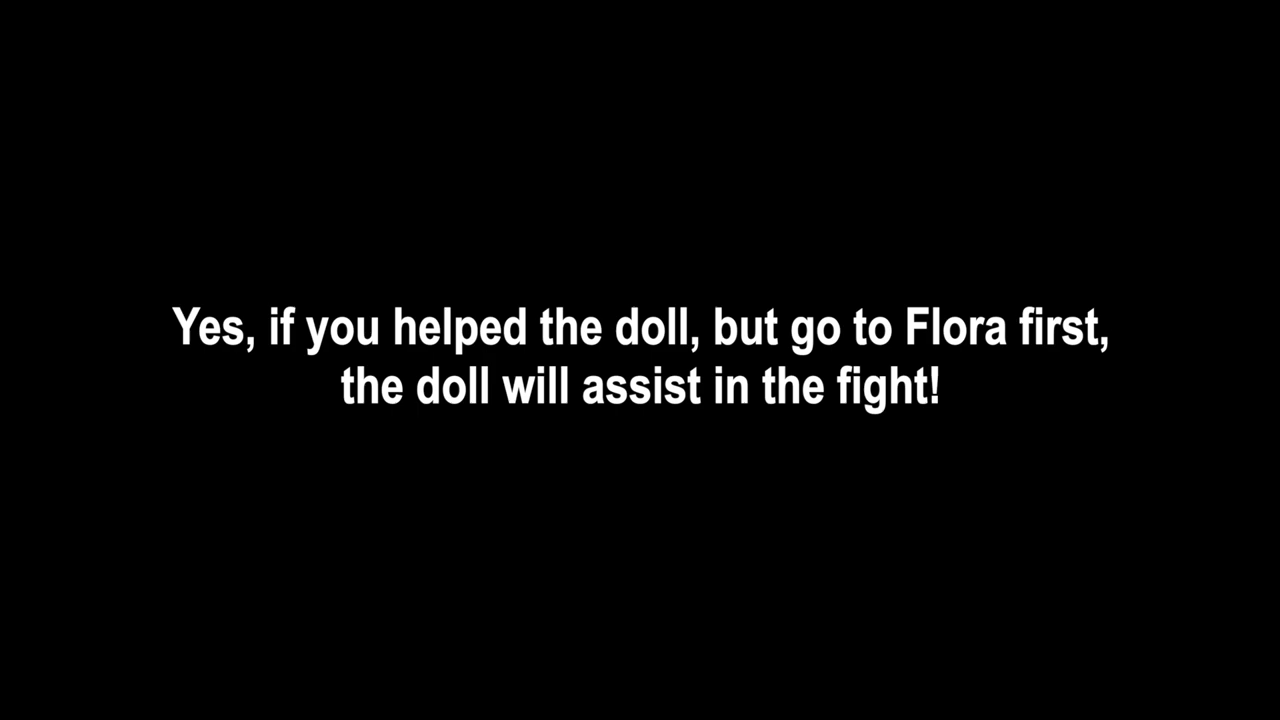 Yes, if you helped the doll, but go to Flora first,
the doll will assist in the fight!